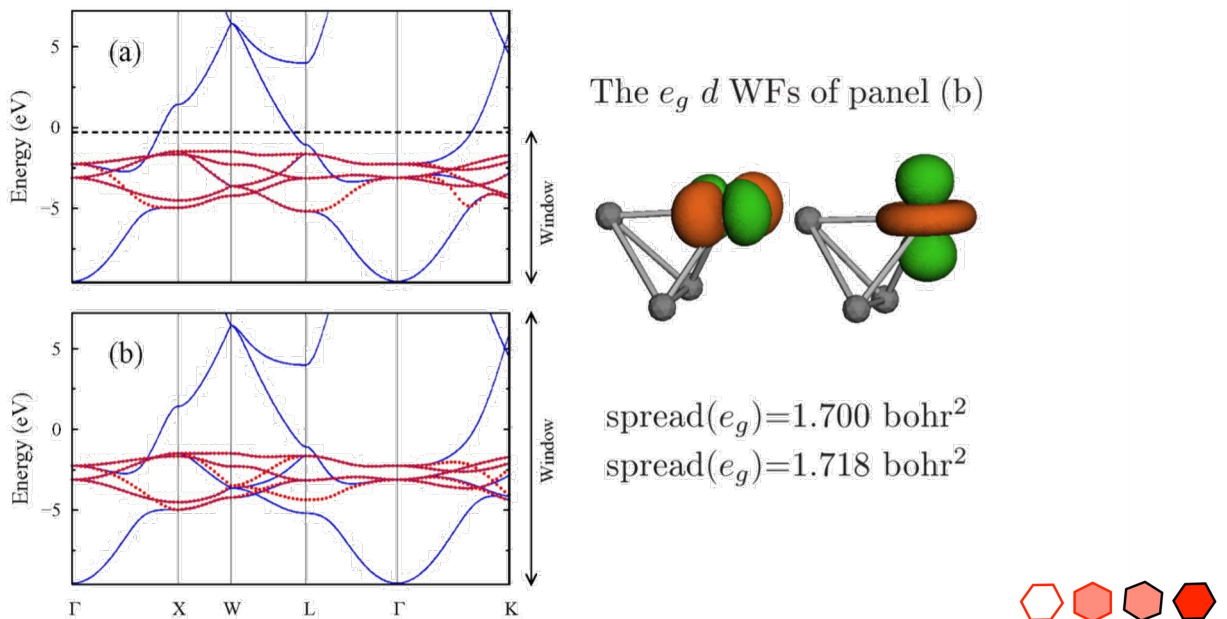 (a)
5
0
−5
Energy (eV)
Window
(b)
5
0
−5
Energy (eV)
Window
Γ X W L Γ K
The e_g d WFs of panel (b)
spread(e_g)=1.700 bohr²
spread(e_g)=1.718 bohr²